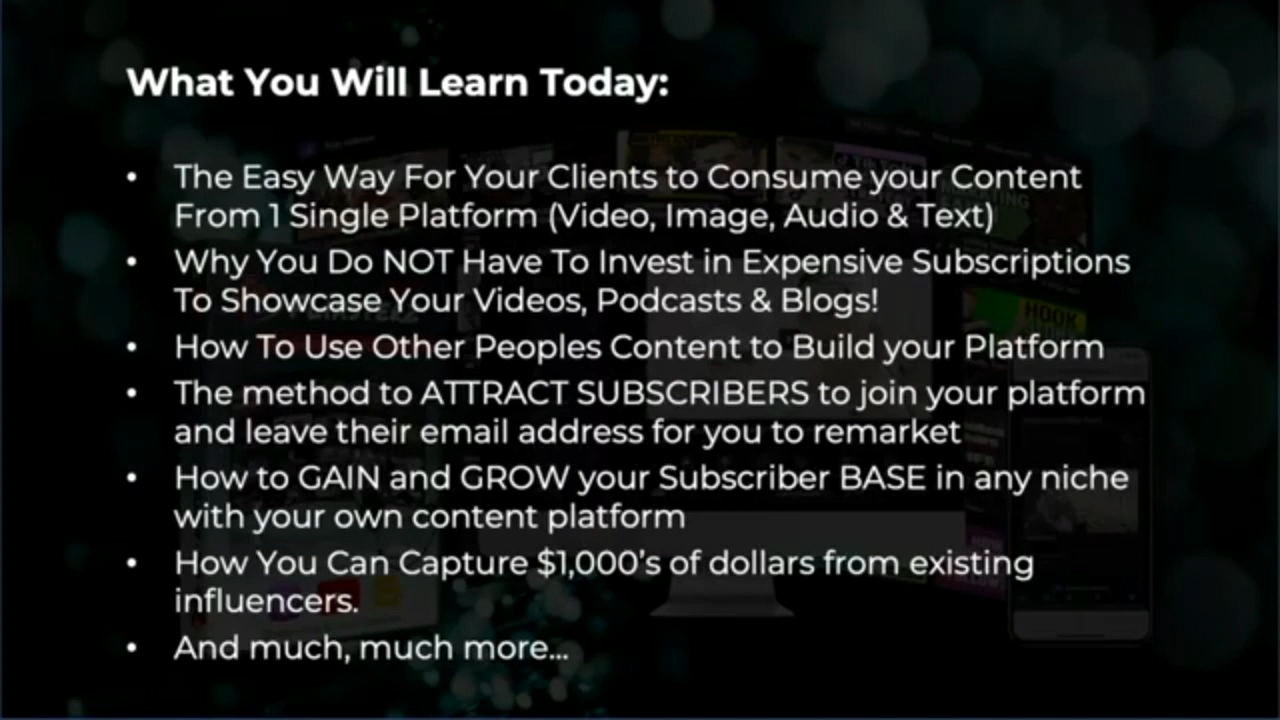 What You Will Learn Today:
• The Easy Way For Your Clients to Consume your Content
From 1 Single Platform (Video, Image, Audio & Text)
• Why You Do NOT Have To Invest in Expensive Subscriptions
To Showcase Your Videos, Podcasts & Blogs!
• How To Use Other Peoples Content to Build your Platform
• The method to ATTRACT SUBSCRIBERS to join your platform
and leave their email address for you to remarket
• How to GAIN and GROW your Subscriber BASE in any niche
with your own content platform
• How You Can Capture $1,000’s of dollars from existing
influencers.
• And much, much more...
HOOK